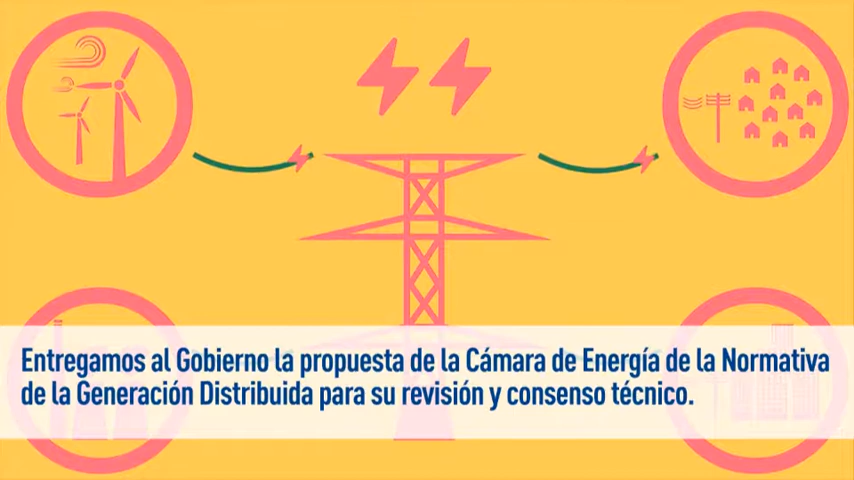 Entregamos al Gobierno la propuesta de la Cámara de Energía de la Normativa
de la Generación Distribuida para su revisión y consenso técnico.